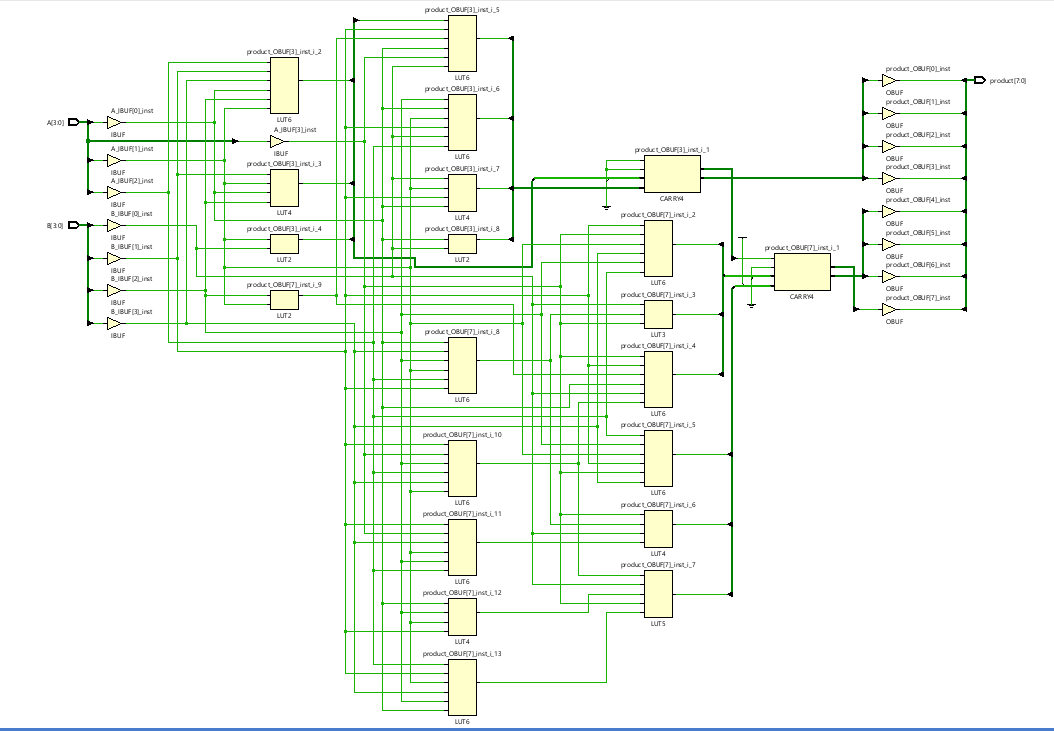 A[3:0]
B[3:0]
A_IBUF[0]_inst
IBUF
A_IBUF[1]_inst
IBUF
A_IBUF[2]_inst
IBUF
B_IBUF[0]_inst
IBUF
B_IBUF[1]_inst
IBUF
B_IBUF[2]_inst
IBUF
B_IBUF[3]_inst
IBUF
product_OBUF[3]_inst_i_2
LUT6
A_IBUF[3]_inst
IBUF
product_OBUF[3]_inst_i_3
LUT4
product_OBUF[3]_inst_i_4
LUT2
product_OBUF[7]_inst_i_9
LUT2
product_OBUF[3]_inst_i_5
LUT6
product_OBUF[3]_inst_i_6
LUT6
product_OBUF[3]_inst_i_7
LUT4
product_OBUF[3]_inst_i_8
LUT2
product_OBUF[7]_inst_i_8
LUT6
product_OBUF[7]_inst_i_10
LUT6
product_OBUF[7]_inst_i_11
LUT6
product_OBUF[7]_inst_i_12
LUT4
product_OBUF[7]_inst_i_13
LUT6
product_OBUF[3]_inst_i_1
CARRY4
product_OBUF[7]_inst_i_2
LUT6
product_OBUF[7]_inst_i_3
LUT3
product_OBUF[7]_inst_i_4
LUT6
product_OBUF[7]_inst_i_5
LUT6
product_OBUF[7]_inst_i_6
LUT4
product_OBUF[7]_inst_i_7
LUT5
product_OBUF[7]_inst_i_1
CARRY4
product_OBUF[0]_inst
OBUF
product_OBUF[1]_inst
OBUF
product_OBUF[2]_inst
OBUF
product_OBUF[3]_inst
OBUF
product_OBUF[4]_inst
OBUF
product_OBUF[5]_inst
OBUF
product_OBUF[6]_inst
OBUF
product_OBUF[7]_inst
OBUF
product[7:0]